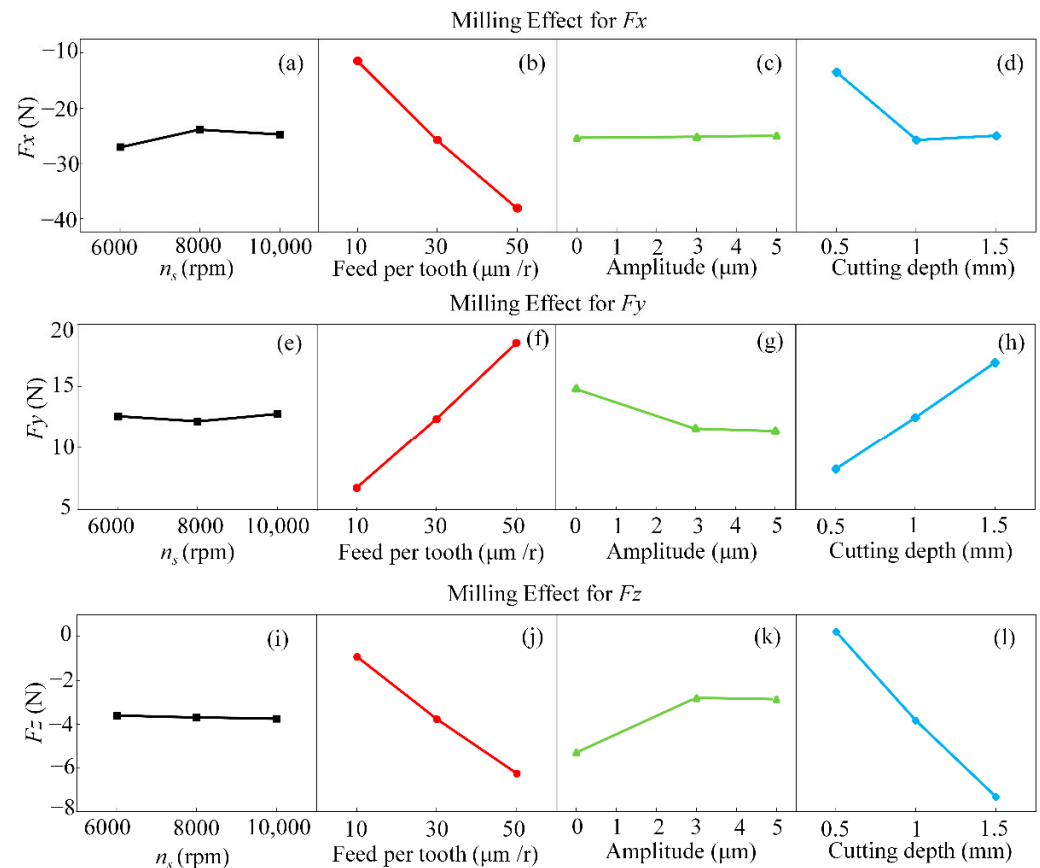 Milling Effect for Fx
(a) (b) (c) (d)
Fx (N)
−10
−20
−30
−40
6000 8000 10,000 10 30 50 0 1 2 3 4 5 0.5 1 1.5
ns (rpm) Feed per tooth (μm /r) Amplitude (μm) Cutting depth (mm)
Milling Effect for Fy
(e) (f) (g) (h)
Fy (N)
20
15
10
5
6000 8000 10,000 10 30 50 0 1 2 3 4 5 0.5 1 1.5
ns (rpm) Feed per tooth (μm /r) Amplitude (μm) Cutting depth (mm)
Milling Effect for Fz
(i) (j) (k) (l)
Fz (N)
0
−2
−4
−6
−8
6000 8000 10,000 10 30 50 0 1 2 3 4 5 0.5 1 1.5
ns (rpm) Feed per tooth (μm /r) Amplitude (μm) Cutting depth (mm)